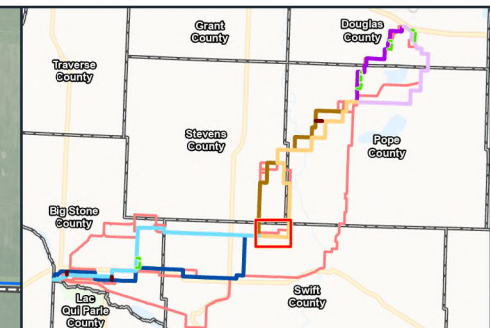 Grant
County
Douglas
County
Traverse
County
Stevens
County
Pope
County
Big Stone
County
Swift
County
Lac
Qui Parle
County